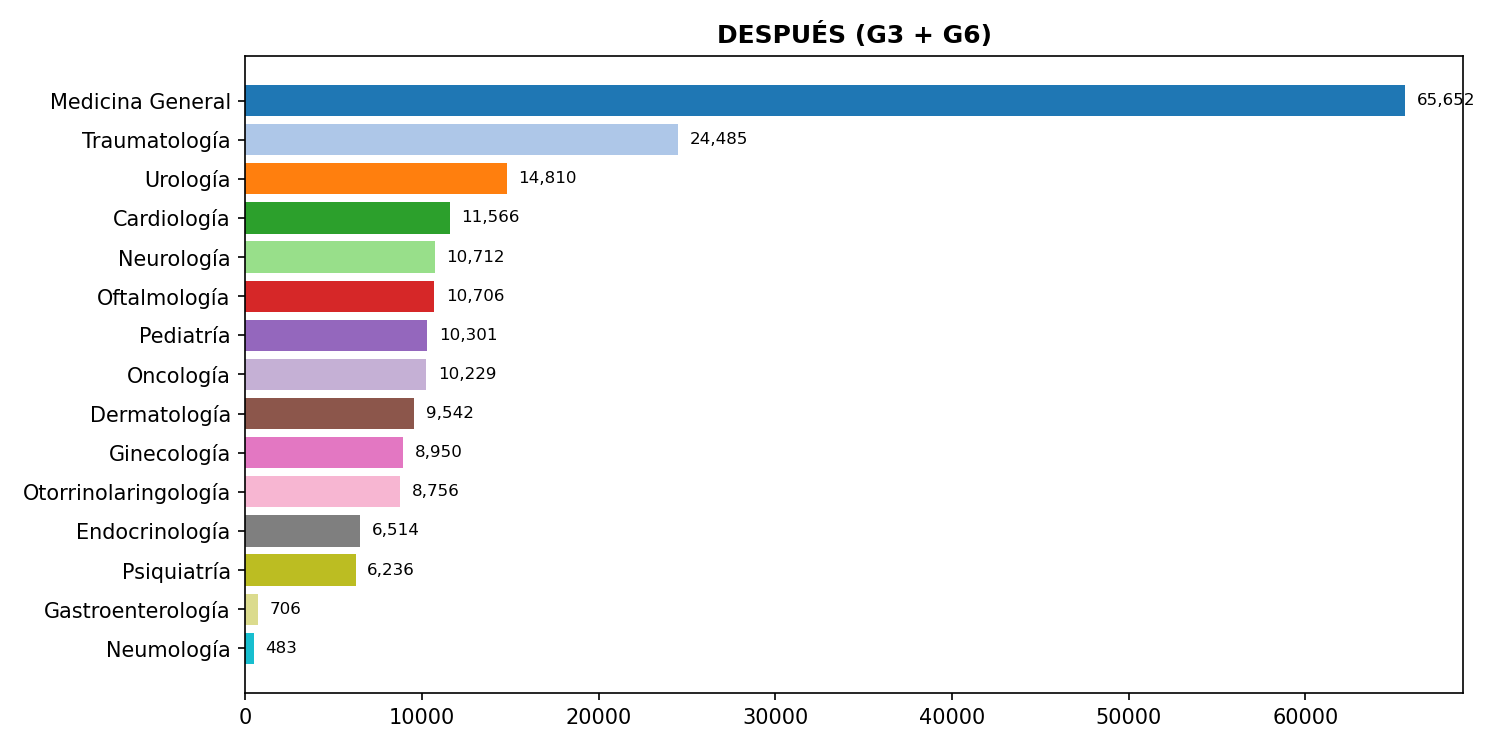 DESPUÉS (G3 + G6)
Medicina General 65,652
Traumatología 24,485
Urología 14,810
Cardiología 11,566
Neurología 10,712
Oftalmología 10,706
Pediatría 10,301
Oncología 10,229
Dermatología 9,542
Ginecología 8,950
Otorrinolaringología 8,756
Endocrinología 6,514
Psiquiatría 6,236
Gastroenterología 706
Neumología 483
0 10000 20000 30000 40000 50000 60000